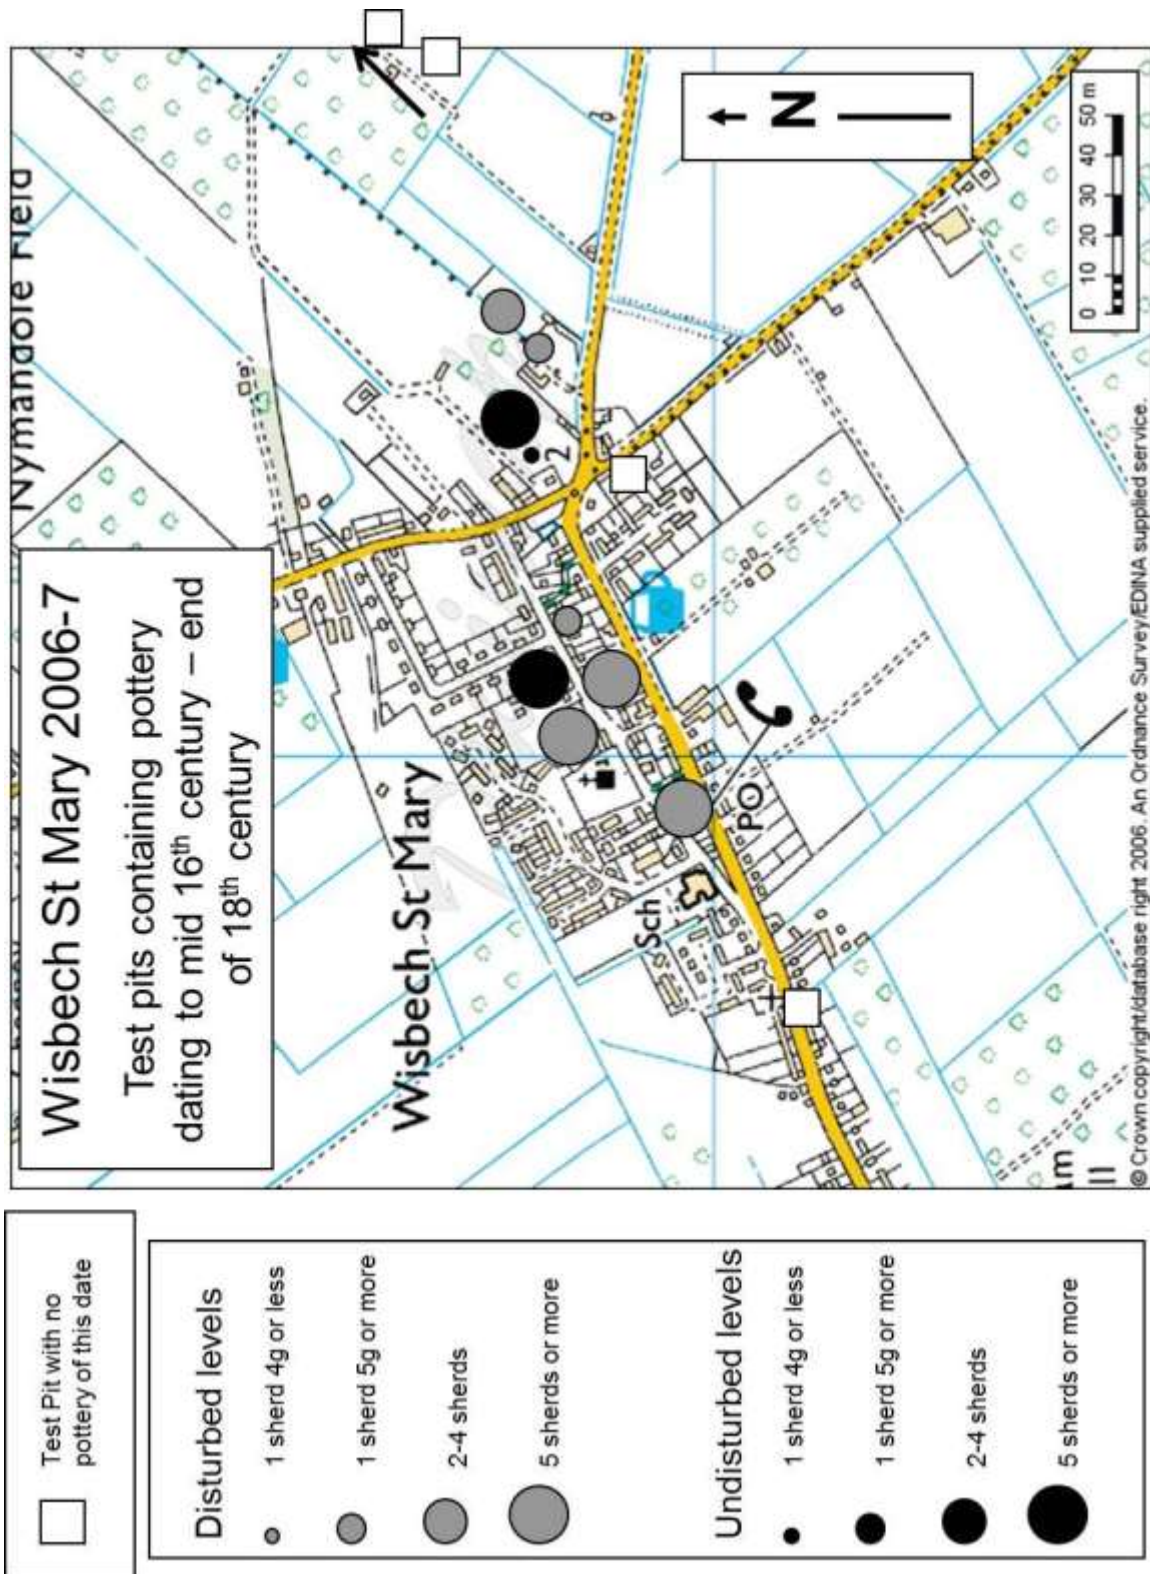 Wisbech St Mary 2006-7
Test pits containing pottery
dating to mid 16th century – end
of 18th century
Nymandole Field
Wisbech St Mary
Sch
PO
2
N
0 10 20 30 40 50 m
© Crown copyright/database right 2006. An Ordnance Survey/EDINA supplied service.
Test Pit with no
pottery of this date
Disturbed levels
1 sherd 4g or less
1 sherd 5g or more
2-4 sherds
5 sherds or more
Undisturbed levels
1 sherd 4g or less
1 sherd 5g or more
2-4 sherds
5 sherds or more